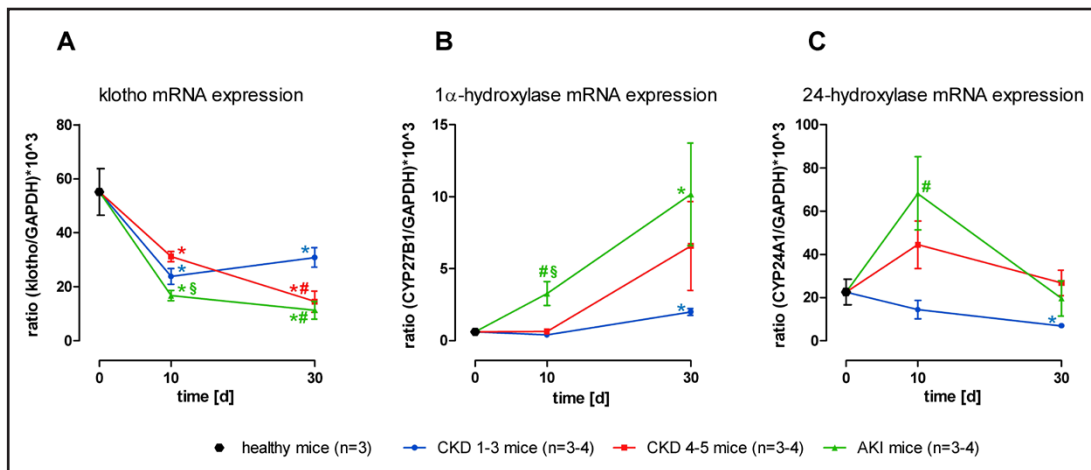 A
B
C
klotho mRNA expression
1α-hydroxylase mRNA expression
24-hydroxylase mRNA expression
ratio (klotho/GAPDH)*10^3
80
60
40
20
0
*
*
*§
*
*#
*#
0
10
30
time [d]
ratio (CYP27B1/GAPDH)*10^3
15
10
5
0
#§
*
*
0
10
30
time [d]
ratio (CYP24A1/GAPDH)*10^3
100
80
60
40
20
0
#
*
0
10
30
time [d]
healthy mice (n=3)
CKD 1-3 mice (n=3-4)
CKD 4-5 mice (n=3-4)
AKI mice (n=3-4)